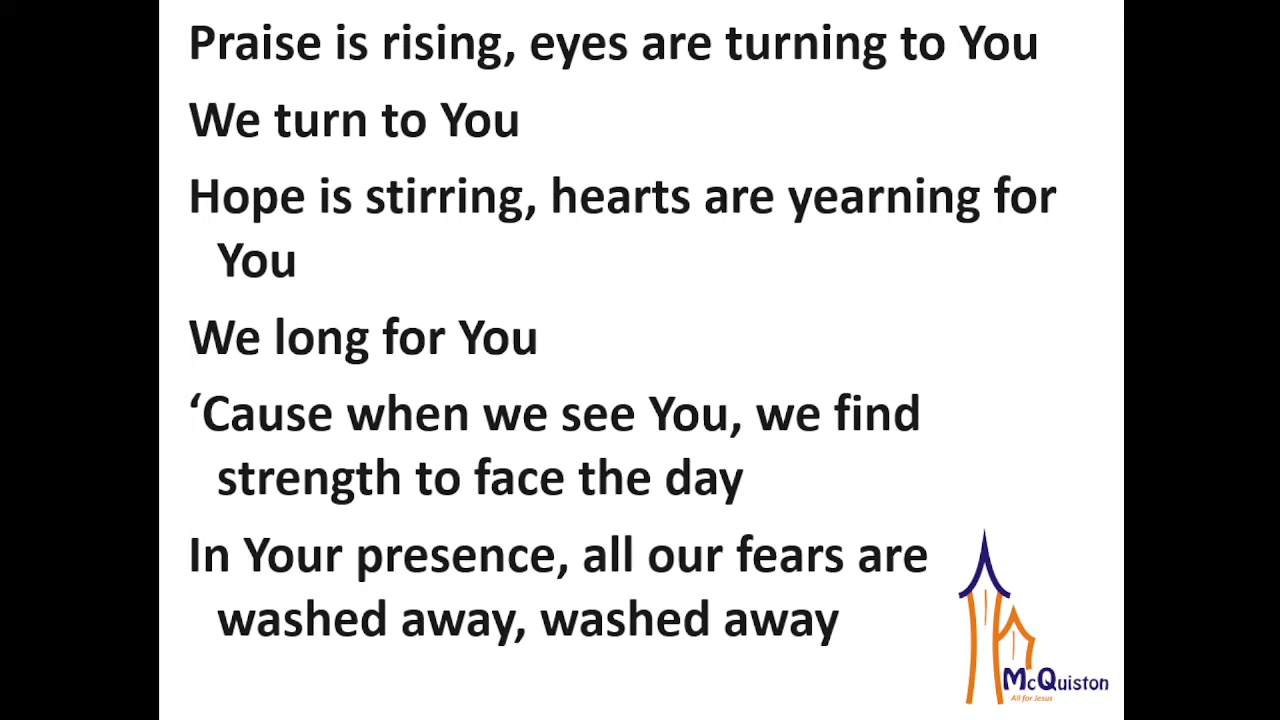 Praise is rising, eyes are turning to You
We turn to You
Hope is stirring, hearts are yearning for
You
We long for You
‘Cause when we see You, we find
strength to face the day
In Your presence, all our fears are
washed away, washed away
McQuiston
All for Jesus